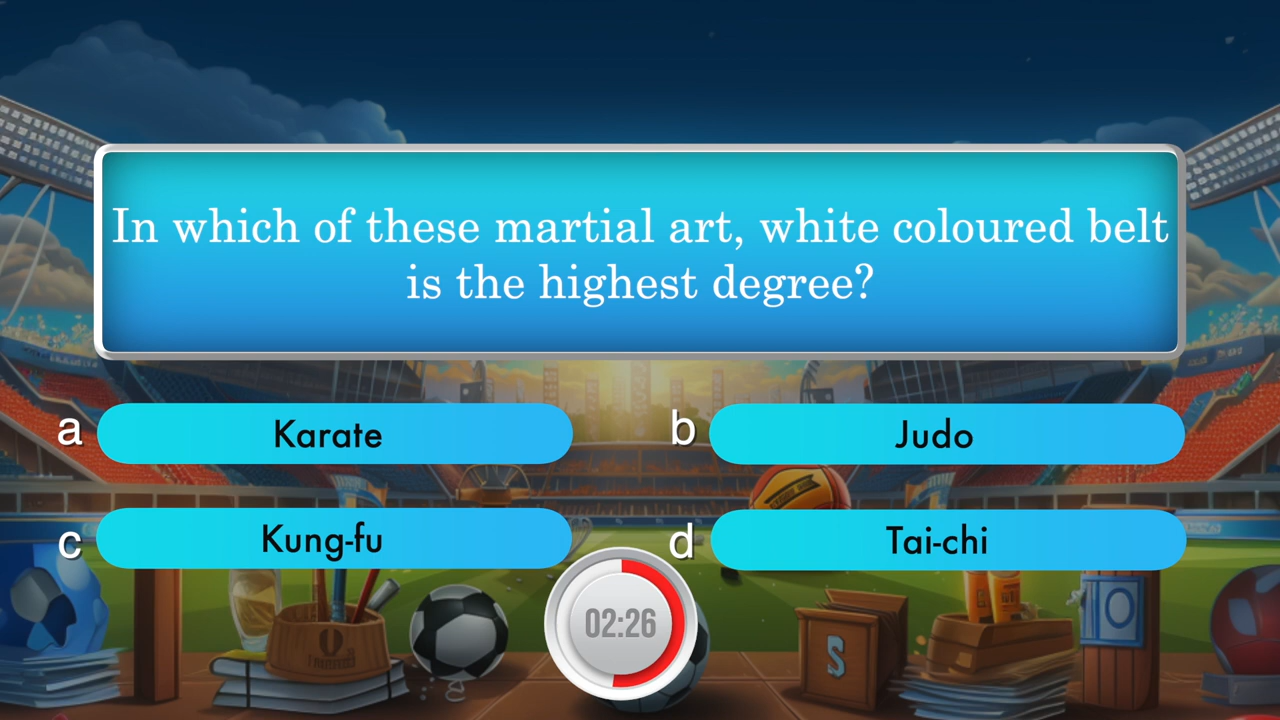 In which of these martial art, white coloured belt
is the highest degree?
a Karate
b Judo
c Kung-fu
d Tai-chi
02:26
S